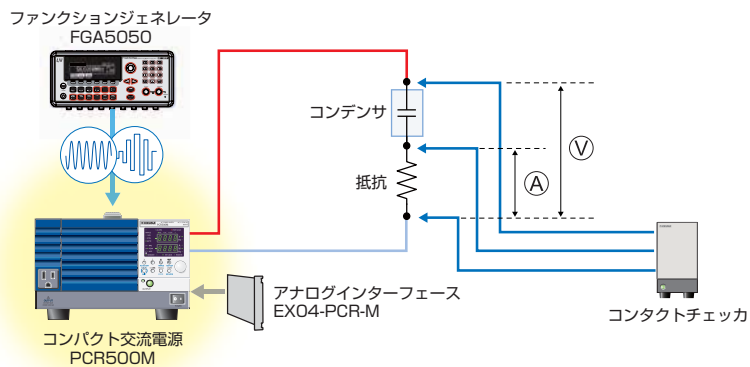 ファンクションジェネレータ
FGA5050
コンデンサ
抵抗
V
A
アナログインターフェース
EX04-PCR-M
コンパクト交流電源
PCR500M
コンタクトチェッカ